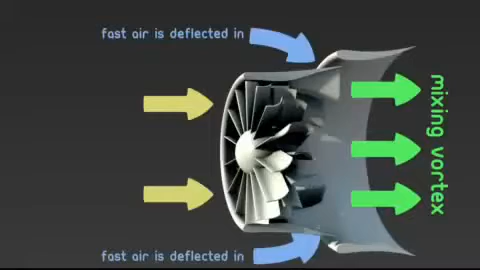 fast air is deflected in
mixing vortex
fast air is deflected in